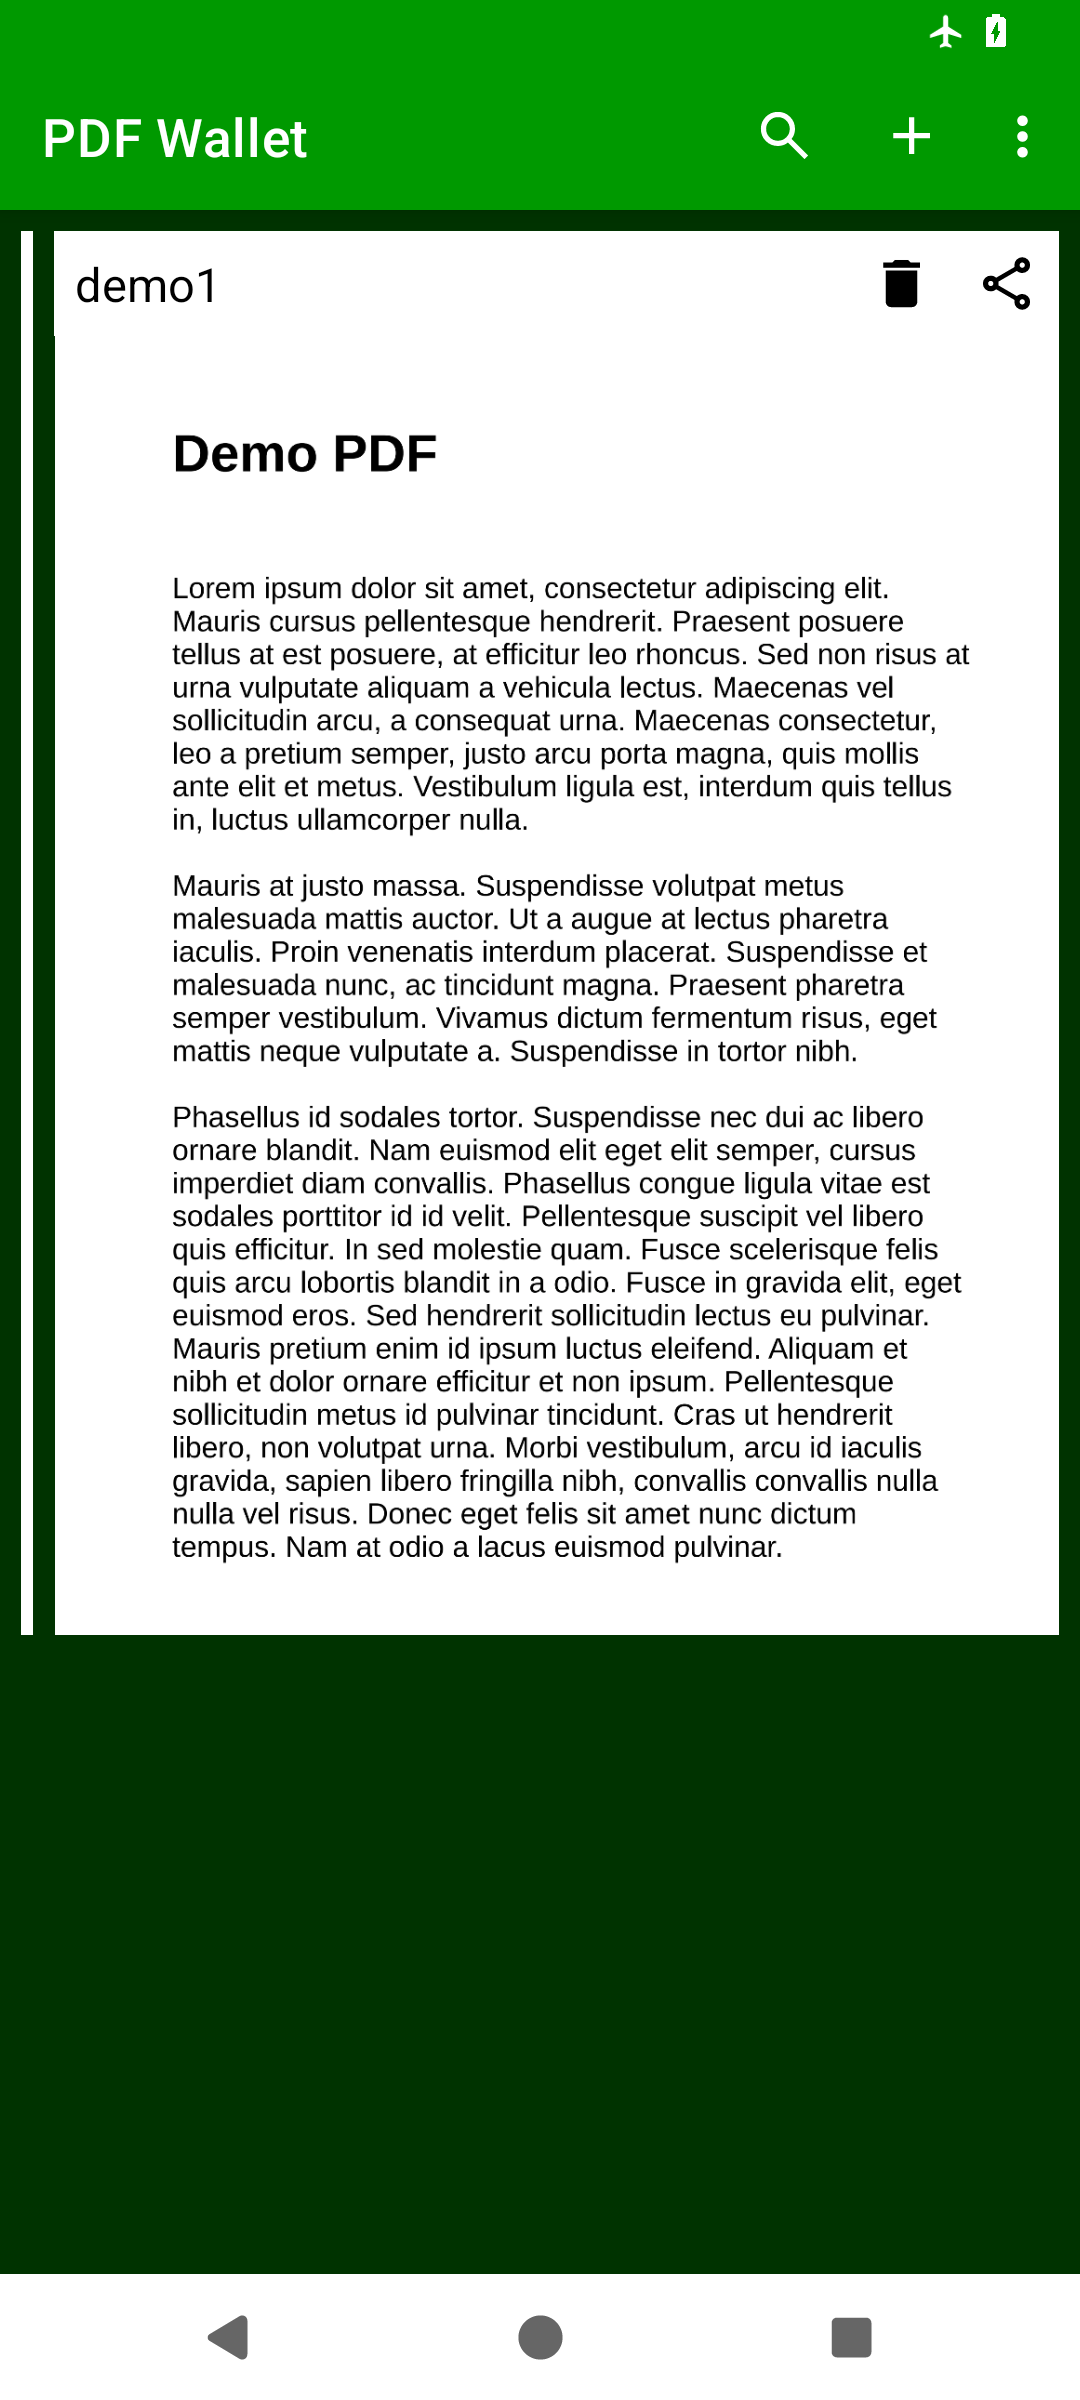 PDF Wallet
demo1
Demo PDF
Lorem ipsum dolor sit amet, consectetur adipiscing elit.
Mauris cursus pellentesque hendrerit. Praesent posuere
tellus at est posuere, at efficitur leo rhoncus. Sed non risus at
urna vulputate aliquam a vehicula lectus. Maecenas vel
sollicitudin arcu, a consequat urna. Maecenas consectetur,
leo a pretium semper, justo arcu porta magna, quis mollis
ante elit et metus. Vestibulum ligula est, interdum quis tellus
in, luctus ullamcorper nulla.
Mauris at justo massa. Suspendisse volutpat metus
malesuada mattis auctor. Ut a augue at lectus pharetra
iaculis. Proin venenatis interdum placerat. Suspendisse et
malesuada nunc, ac tincidunt magna. Praesent pharetra
semper vestibulum. Vivamus dictum fermentum risus, eget
mattis neque vulputate a. Suspendisse in tortor nibh.
Phasellus id sodales tortor. Suspendisse nec dui ac libero
ornare blandit. Nam euismod elit eget elit semper, cursus
imperdiet diam convallis. Phasellus congue ligula vitae est
sodales porttitor id id velit. Pellentesque suscipit vel libero
quis efficitur. In sed molestie quam. Fusce scelerisque felis
quis arcu lobortis blandit in a odio. Fusce in gravida elit, eget
euismod eros. Sed hendrerit sollicitudin lectus eu pulvinar.
Mauris pretium enim id ipsum luctus eleifend. Aliquam et
nibh et dolor ornare efficitur et non ipsum. Pellentesque
sollicitudin metus id pulvinar tincidunt. Cras ut hendrerit
libero, non volutpat urna. Morbi vestibulum, arcu id iaculis
gravida, sapien libero fringilla nibh, convallis convallis nulla
nulla vel risus. Donec eget felis sit amet nunc dictum
tempus. Nam at odio a lacus euismod pulvinar.